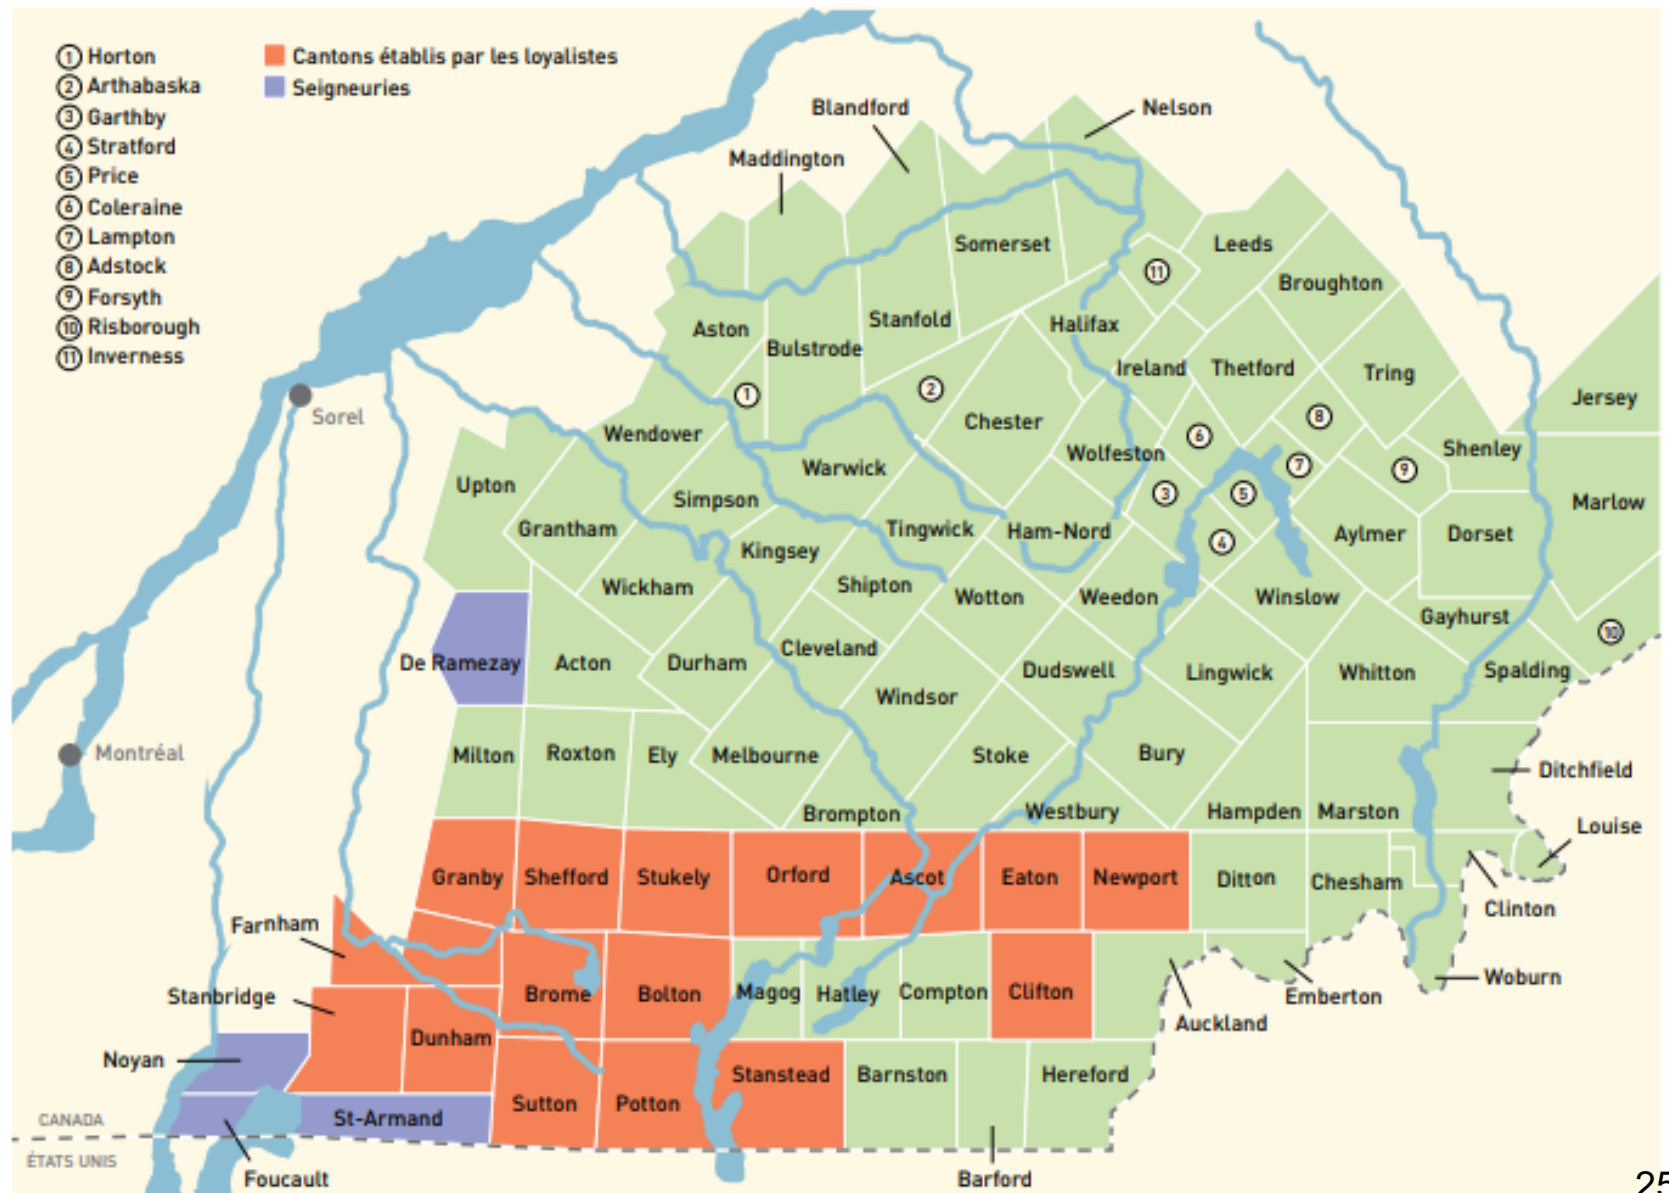 1 Horton
2 Arthabaska
3 Garthby
4 Stratford
5 Price
6 Coleraine
7 Lampton
8 Adstock
9 Forsyth
10 Risborough
11 Inverness
Cantons établis par les loyalistes
Seigneuries
Blandford
Nelson
Maddington
Somerset
Leeds
11
Broughton
Aston
Stanfold
Halifax
Bulstrode
Ireland
Thetford
Tring
1
2
Jersey
Sorel
8
Chester
Wendover
6
Shenley
Wolfeston
Warwick
7
9
Upton
Simpson
3
5
Marlow
Grantham
Tingwick
Ham-Nord
4
Aylmer
Dorset
Kingsey
Wickham
Shipton
Wotton
Weedon
Winslow
Gayhurst
10
De Ramezay
Acton
Durham
Cleveland
Dudswell
Lingwick
Whitton
Spalding
Windsor
Montréal
Milton
Roxton
Ely
Melbourne
Stoke
Bury
Ditchfield
Brompton
Westbury
Hampden
Marston
Louise
Granby
Shefford
Stukely
Orford
Ascot
Eaton
Newport
Ditton
Chesham
Clinton
Farnham
Stanbridge
Brome
Bolton
Magog
Hatley
Compton
Clifton
Emberton
Woburn
Auckland
Dunham
Noyan
Stanstead
Barnston
Hereford
Sutton
Potton
CANADA
St-Armand
ÉTATS UNIS
Foucault
Barford
25